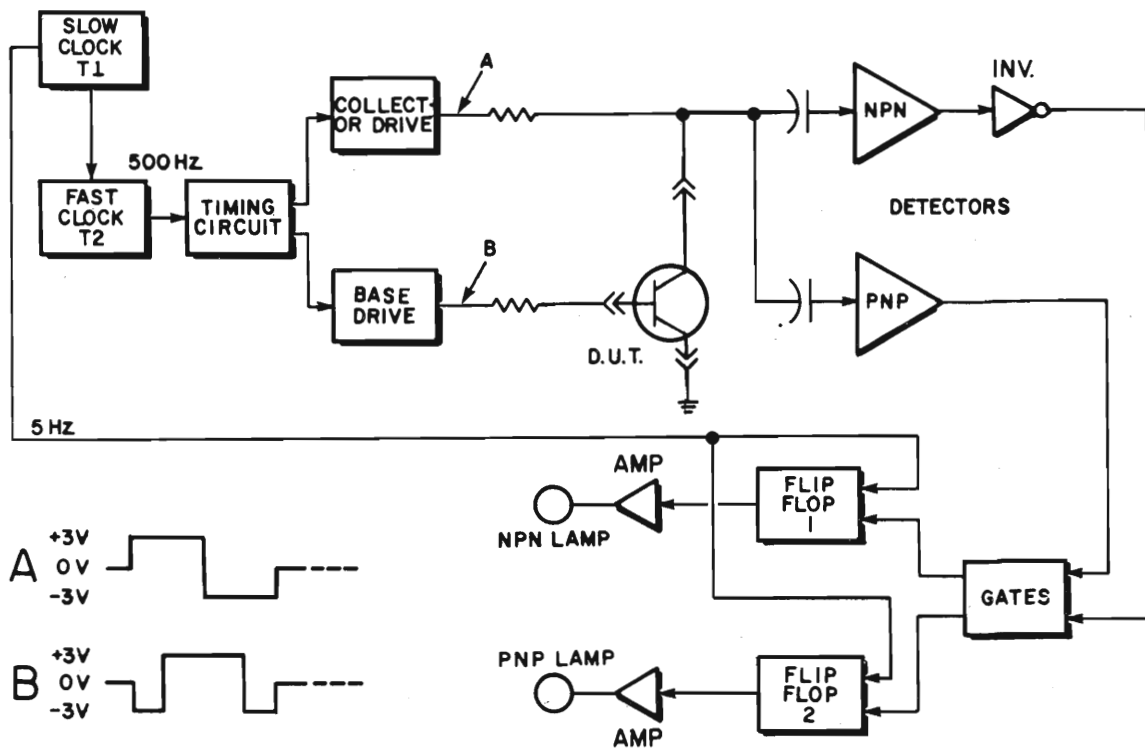 SLOW
CLOCK
T1
A
INV.
COLLECT-
OR DRIVE
NPN
500 Hz
FAST
CLOCK
T2
TIMING
CIRCUIT
DETECTORS
B
BASE
DRIVE
PNP
D.U.T.
5 Hz
AMP
FLIP
FLOP
1
NPN LAMP
+3V
A
0V
-3V
GATES
+3V
B
0V
-3V
PNP LAMP
FLIP
FLOP
2
AMP